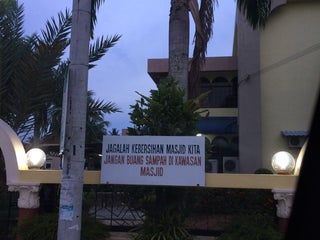 JAGALAH KEBERSIHAN MASJID KITA
JANGAN BUANG SAMPAH DI KAWASAN
MASJID